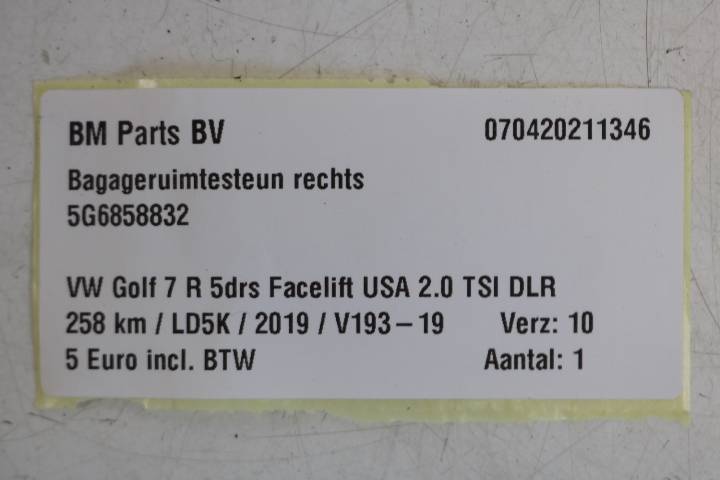 BM Parts BV 070420211346
Bagageruimtesteun rechts
5G6858832
VW Golf 7 R 5drs Facelift USA 2.0 TSI DLR
258 km / LD5K / 2019 / V193-19 Verz: 10
5 Euro incl. BTW Aantal: 1